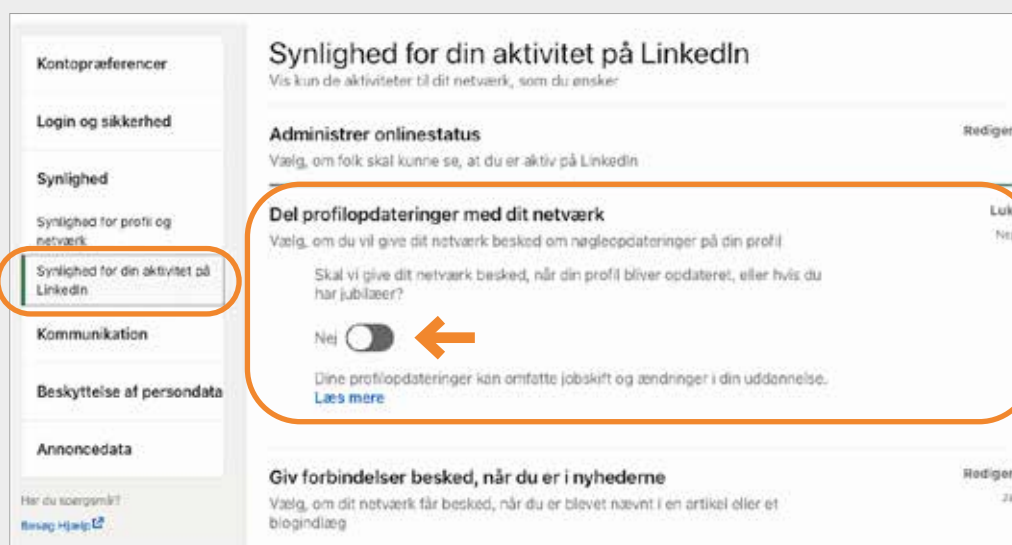 Kontopræferencer
Login og sikkerhed
Synlighed
Synlighed for profil og
netværk
Synlighed for din aktivitet på
LinkedIn
Kommunikation
Beskyttelse af persondata
Annoncedata
Har du spørgsmål?
Besøg Hjælp
Synlighed for din aktivitet på LinkedIn
Vis kun de aktiviteter til dit netværk, som du ønsker
Administrer onlinestatus
Rediger
Vælg, om folk skal kunne se, at du er aktiv på LinkedIn
Del profilopdateringer med dit netværk
Luk
Vælg, om du vil give dit netværk besked om nøgleopdateringer på din profil
Nej
Skal vi give dit netværk besked, når din profil bliver opdateret, eller hvis du
har jubilæer?
Nej
Dine profilopdateringer kan omfatte jobskift og ændringer i din uddannelse.
Læs mere
Giv forbindelser besked, når du er i nyhederne
Rediger
Vælg, om dit netværk får besked, når du er blevet nævnt i en artikel eller et
blogindlæg